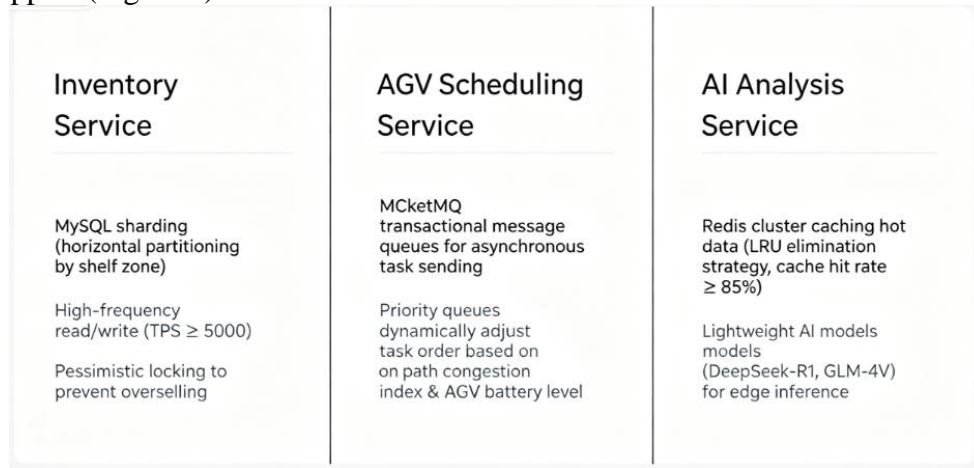 Inventory
Service
MySQL sharding
(horizontal partitioning
by shelf zone)
High-frequency
read/write (TPS ≥ 5000)
Pessimistic locking to
prevent overselling
AGV Scheduling
Service
MCketMQ
transactional message
queues for asynchronous
task sending
Priority queues
dynamically adjust
task order based on
on path congestion
index & AGV battery level
AI Analysis
Service
Redis cluster caching hot
data (LRU elimination
strategy, cache hit rate
≥ 85%)
Lightweight AI models
models
(DeepSeek-R1, GLM-4V)
for edge inference